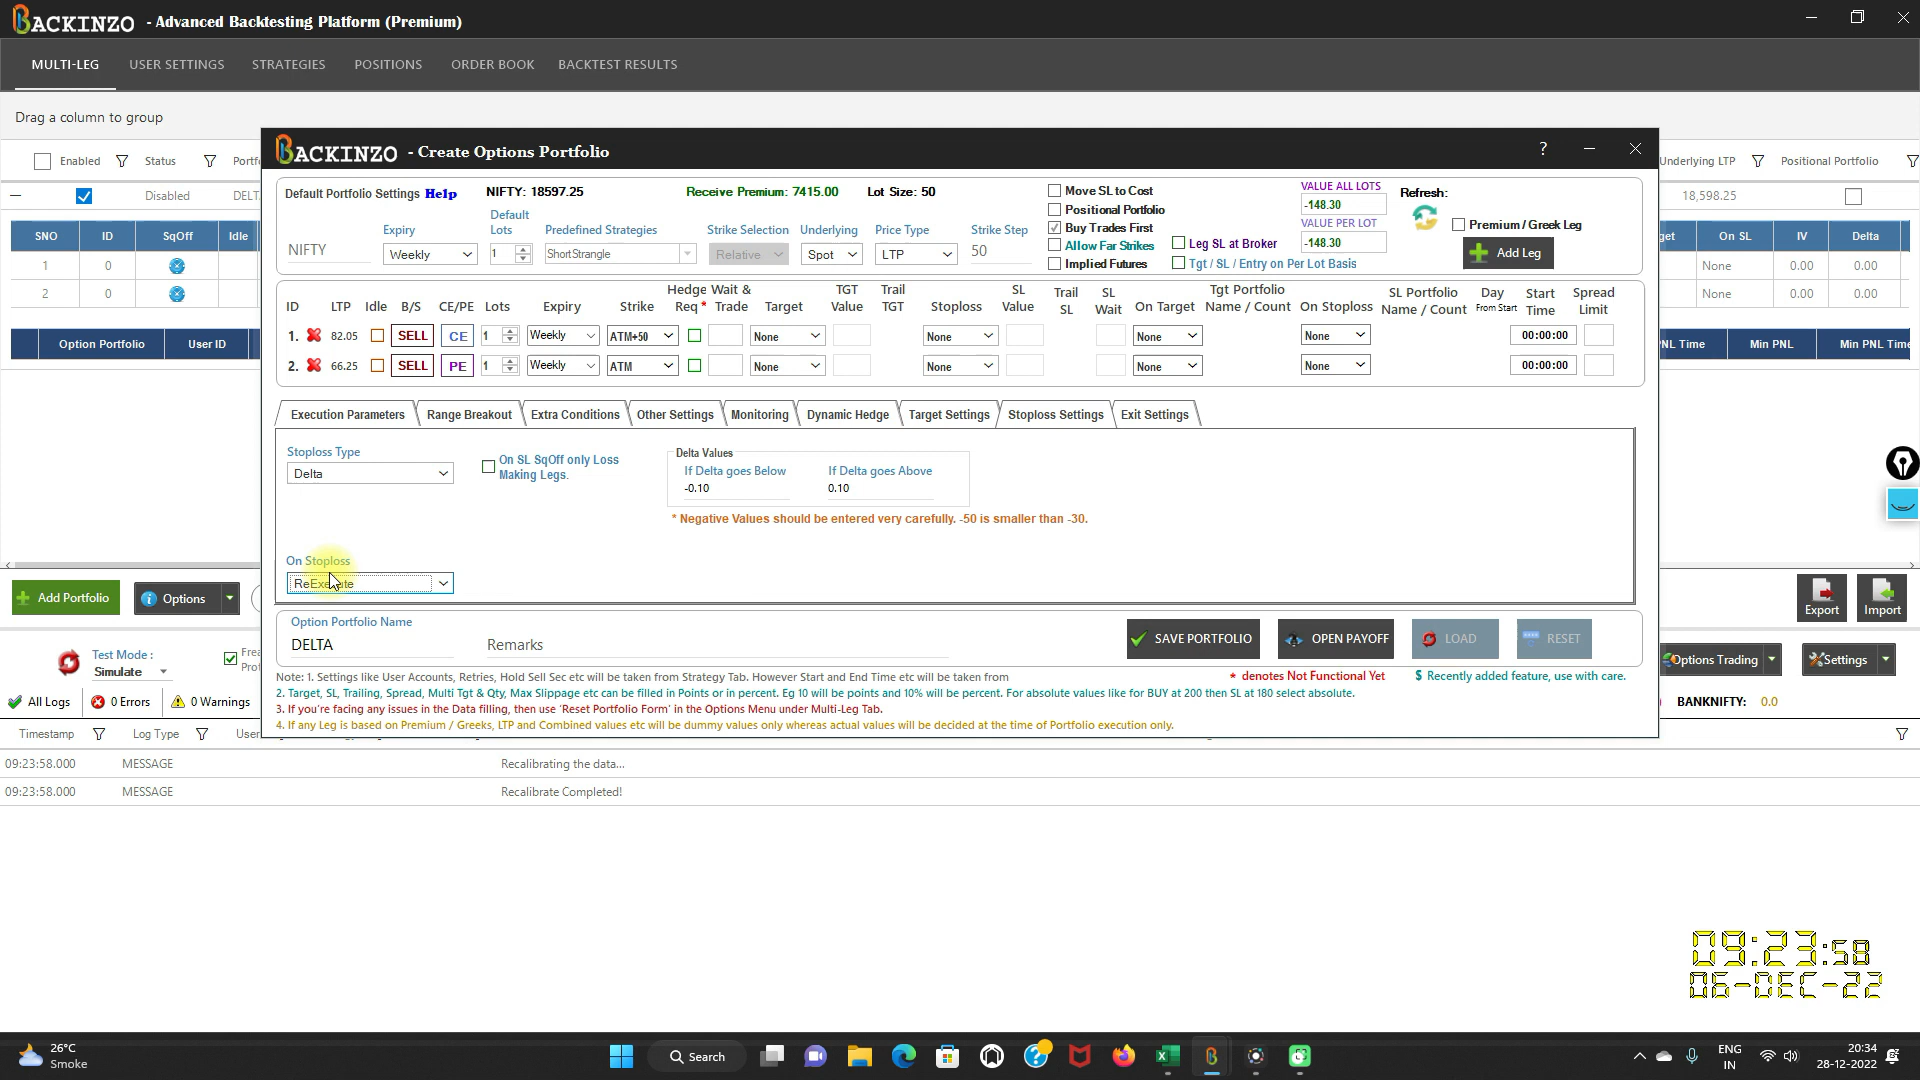 BACKINZO - Advanced Backtesting Platform (Premium)
MULTI-LEG USER SETTINGS STRATEGIES POSITIONS ORDER BOOK BACKTEST RESULTS
Drag a column to group
Enabled Status Portfo
Underlying LTP Positional Portfolio
Disabled DELT
18,598.25
SNO ID SqOff Idle
get On SL IV Delta
1 0
None 0.00 0.00
2 0
None 0.00 0.00
Option Portfolio User ID
NL Time Min PNL Min PNL Time
BACKINZO - Create Options Portfolio
?
Default Portfolio Settings Help NIFTY: 18597.25 Receive Premium: 7415.00 Lot Size: 50
Move SL to Cost
Positional Portfolio
Buy Trades First
Allow Far Strikes
Implied Futures
Leg SL at Broker
Tgt / SL / Entry on Per Lot Basis
VALUE ALL LOTS
-148.30
VALUE PER LOT
-148.30
Refresh:
Premium / Greek Leg
Add Leg
NIFTY
Expiry
Weekly
Default Lots
1
Predefined Strategies
ShortStrangle
Strike Selection
Relative
Underlying
Spot
Price Type
LTP
Strike Step
50
ID LTP Idle B/S CE/PE Lots Expiry Strike Hedge Req * Wait & Trade Target TGT Value Trail TGT Stoploss SL Value Trail SL SL Wait On Target Tgt Portfolio Name / Count On Stoploss SL Portfolio Name / Count Day From Start Start Time Spread Limit
1. 82.05 SELL CE 1 Weekly ATM+50 None None None None 00:00:00
2. 66.25 SELL PE 1 Weekly ATM None None None None 00:00:00
Execution Parameters Range Breakout Extra Conditions Other Settings Monitoring Dynamic Hedge Target Settings Stoploss Settings Exit Settings
Stoploss Type
Delta
On SL SqOff only Loss
Making Legs.
Delta Values
If Delta goes Below If Delta goes Above
-0.10 0.10
* Negative Values should be entered very carefully. -50 is smaller than -30.
On Stoploss
ReExecute
Add Portfolio Options
Export Import
Option Portfolio Name
DELTA Remarks
SAVE PORTFOLIO OPEN PAYOFF LOAD RESET
Test Mode :
Simulate
Options Trading Settings
Note: 1. Settings like User Accounts, Retries, Hold Sell Sec etc will be taken from Strategy Tab. However Start and End Time etc will be taken from
* denotes Not Functional Yet $ Recently added feature, use with care.
2. Target, SL, Trailing, Spread, Multi Tgt & Qty, Max Slippage etc can be filled in Points or in percent. Eg 10 will be points and 10% will be percent. For absolute values like for BUY at 200 then SL at 180 select absolute.
3. If you're facing any issues in the Data filling, then use 'Reset Portfolio Form' in the Options Menu under Multi-Leg Tab.
4. If any Leg is based on Premium / Greeks, LTP and Combined values etc will be dummy values only whereas actual values will be decided at the time of Portfolio execution only.
All Logs 0 Errors 0 Warnings
BANKNIFTY: 0.0
Timestamp Log Type User
09:23:58.000 MESSAGE Recalibrating the data...
09:23:58.000 MESSAGE Recalibrate Completed!
09:23:58
06-DEC-22
26°C
Smoke
Search
ENG
IN
20:34
28-12-2022